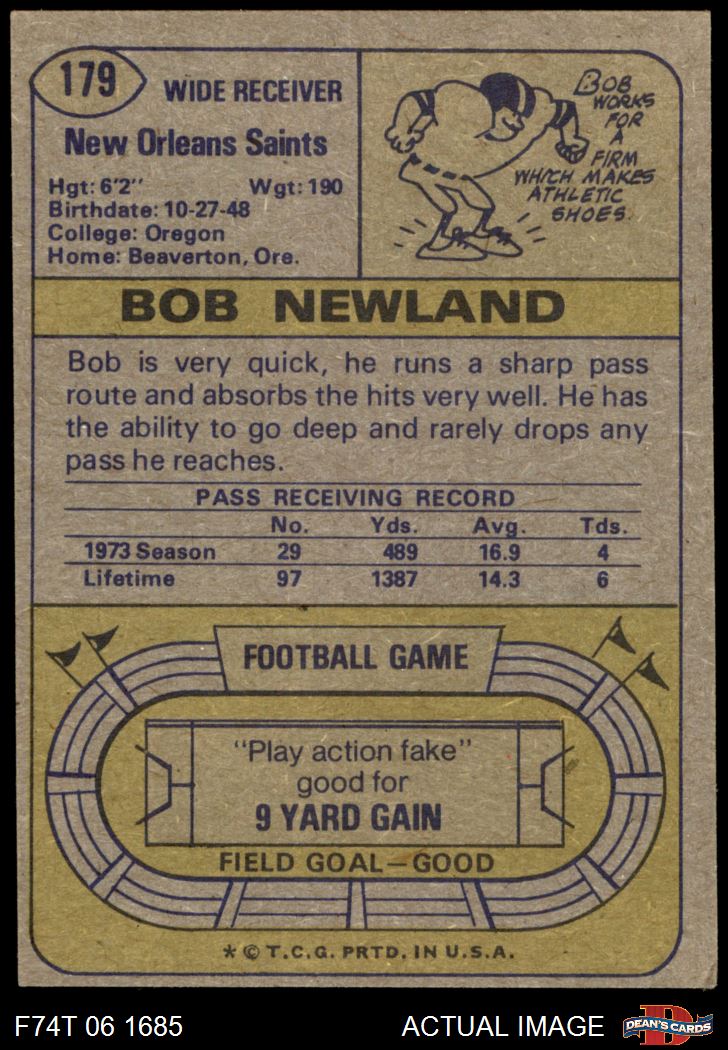 179
WIDE RECEIVER
New Orleans Saints
Hgt: 6'2" Wgt: 190
Birthdate: 10-27-48
College: Oregon
Home: Beaverton, Ore.
BOB
WORKS
FOR
A
FIRM
WHICH MAKES
ATHLETIC
SHOES.
BOB NEWLAND
Bob is very quick, he runs a sharp pass
route and absorbs the hits very well. He has
the ability to go deep and rarely drops any
pass he reaches.
PASS RECEIVING RECORD
No. Yds. Avg. Tds.
1973 Season 29 489 16.9 4
Lifetime 97 1387 14.3 6
FOOTBALL GAME
"Play action fake"
good for
9 YARD GAIN
FIELD GOAL—GOOD
* © T.C.G. PRTD. IN U.S.A.
F74T 06 1685 ACTUAL IMAGE
D
DEAN'S CARDS